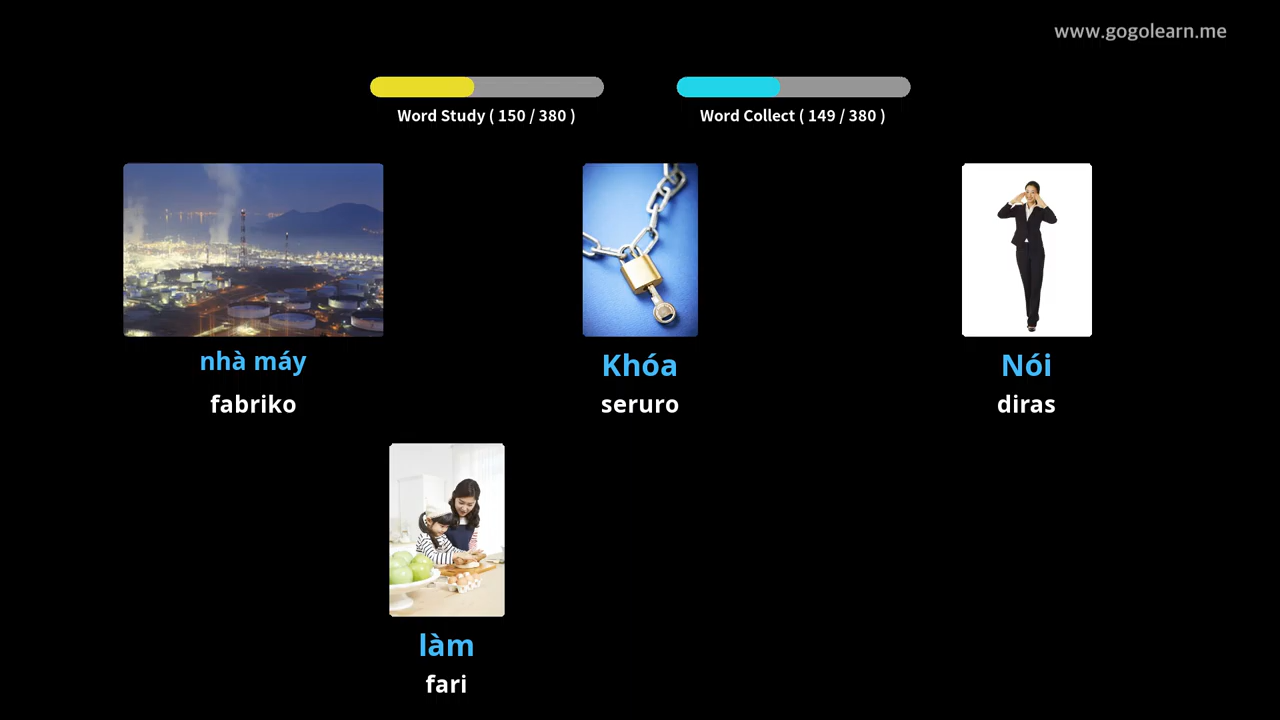 www.gogolearn.me
Word Study ( 150 / 380 )
Word Collect ( 149 / 380 )
nhà máy
fabriko
Khóa
seruro
Nói
diras
làm
fari